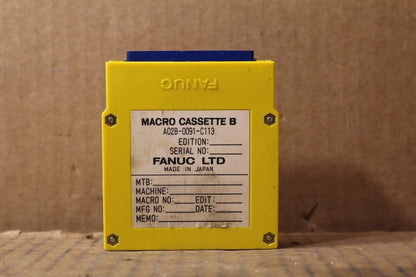 FANUC
MACRO CASSETTE B
A02B-0091-C113
EDITION:
SERIAL NO:
FANUC LTD
MADE IN JAPAN
MTB:
MACHINE:
MACRO NO: EDIT:
MFG NO: DATE:
MEMO: